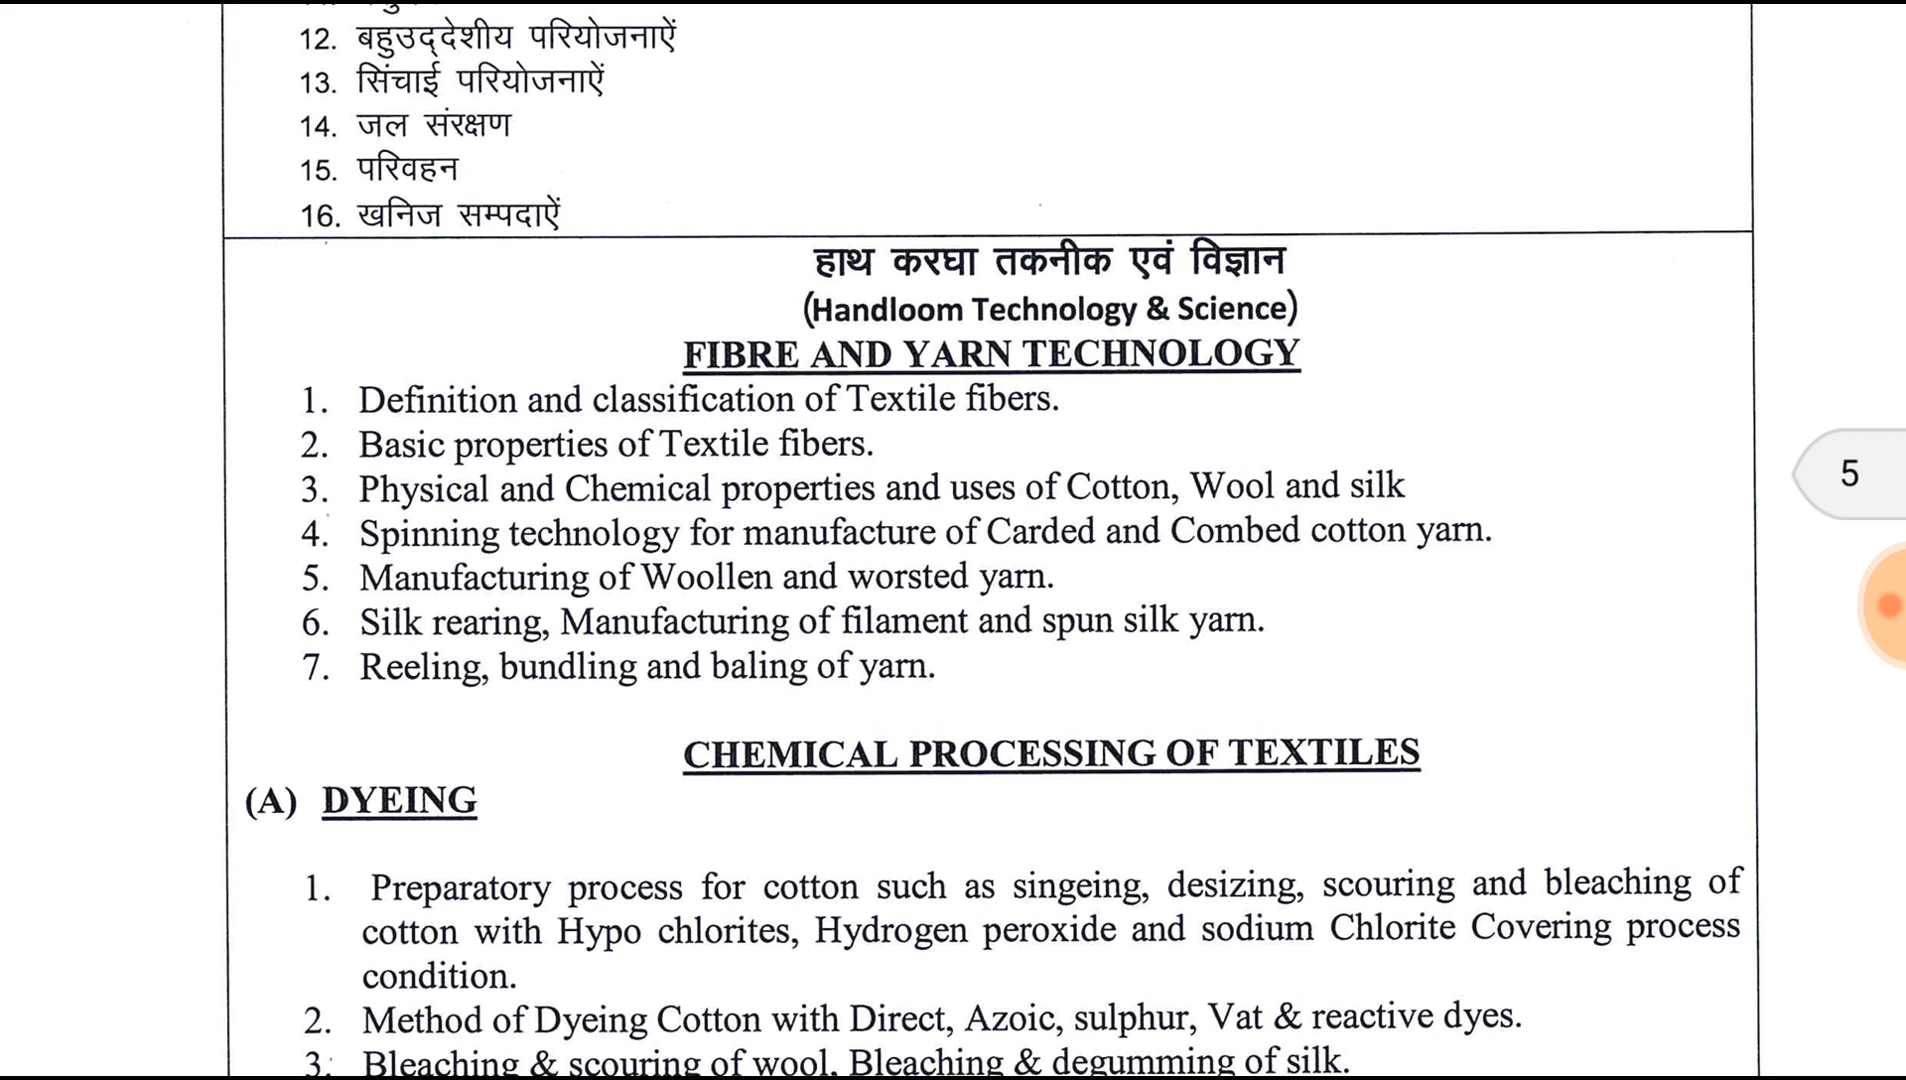 12. बहुउद्देशीय परियोजनाऐं
13. सिंचाई परियोजनाऐं
14. जल संरक्षण
15. परिवहन
16. खनिज सम्पदाऐं
हाथ करघा तकनीक एवं विज्ञान
(Handloom Technology & Science)
FIBRE AND YARN TECHNOLOGY
1. Definition and classification of Textile fibers.
2. Basic properties of Textile fibers.
3. Physical and Chemical properties and uses of Cotton, Wool and silk
5
4. Spinning technology for manufacture of Carded and Combed cotton yarn.
5. Manufacturing of Woollen and worsted yarn.
6. Silk rearing, Manufacturing of filament and spun silk yarn.
7. Reeling, bundling and baling of yarn.
CHEMICAL PROCESSING OF TEXTILES
(A) DYEING
1. Preparatory process for cotton such as singeing, desizing, scouring and bleaching of
cotton with Hypo chlorites, Hydrogen peroxide and sodium Chlorite Covering process
condition.
2. Method of Dyeing Cotton with Direct, Azoic, sulphur, Vat & reactive dyes.
3. Bleaching & scouring of wool, Bleaching & degumming of silk.